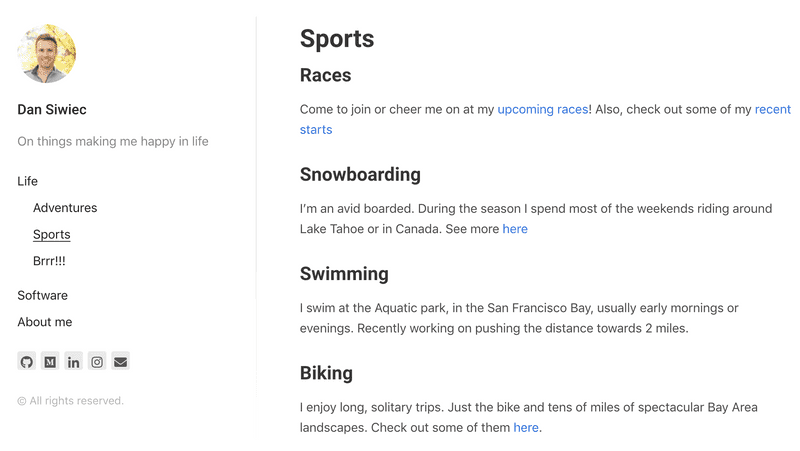 Dan Siwiec
On things making me happy in life
Life
Adventures
Sports
Brrr!!!
Software
About me
© All rights reserved.
Sports
Races
Come to join or cheer me on at my upcoming races! Also, check out some of my recent
starts
Snowboarding
I'm an avid boarded. During the season I spend most of the weekends riding around
Lake Tahoe or in Canada. See more here
Swimming
I swim at the Aquatic park, in the San Francisco Bay, usually early mornings or
evenings. Recently working on pushing the distance towards 2 miles.
Biking
I enjoy long, solitary trips. Just the bike and tens of miles of spectacular Bay Area
landscapes. Check out some of them here.